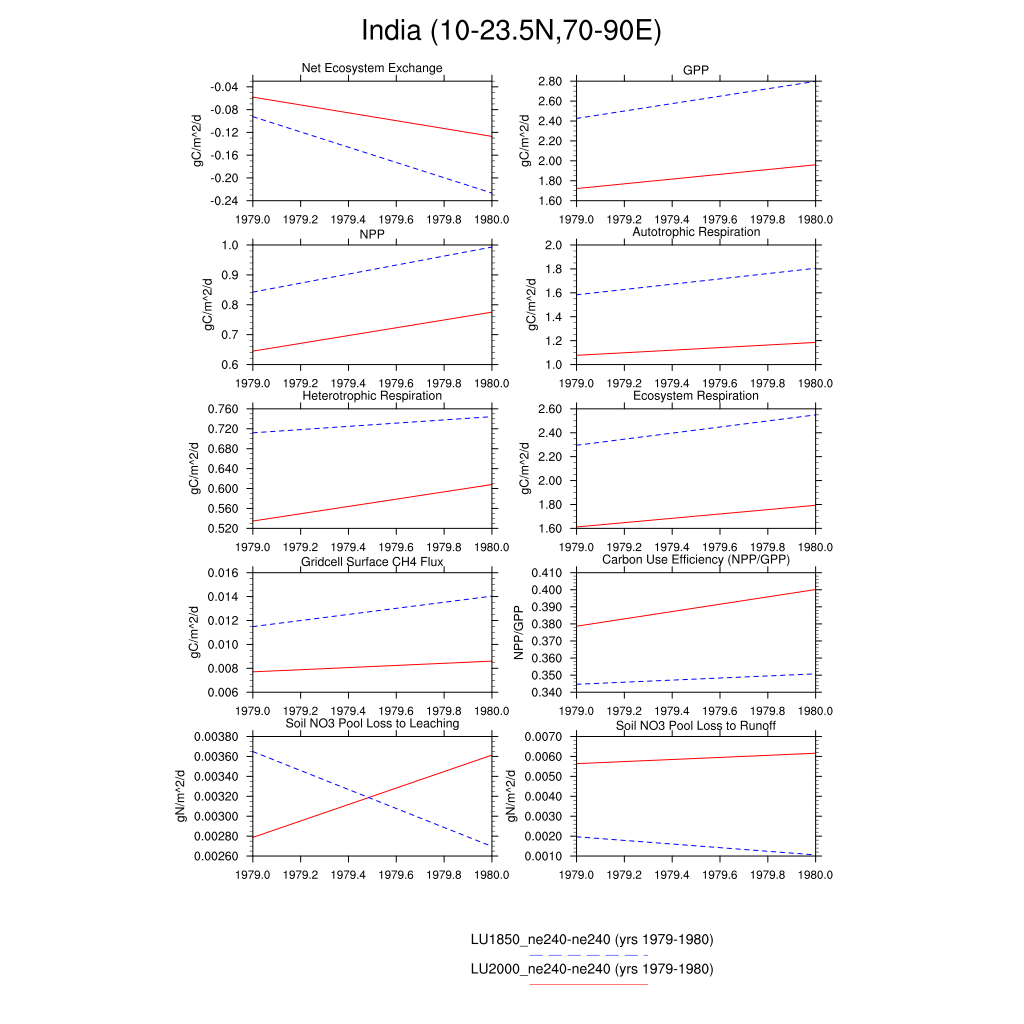 India (10-23.5N,70-90E)
Net Ecosystem Exchange
gC/m^2/d
-0.04
-0.08
-0.12
-0.16
-0.20
-0.24
1979.0 1979.2 1979.4 1979.6 1979.8 1980.0
GPP
gC/m^2/d
2.80
2.60
2.40
2.20
2.00
1.80
1.60
1979.0 1979.2 1979.4 1979.6 1979.8 1980.0
NPP
gC/m^2/d
1.0
0.9
0.8
0.7
0.6
1979.0 1979.2 1979.4 1979.6 1979.8 1980.0
Autotrophic Respiration
gC/m^2/d
2.0
1.8
1.6
1.4
1.2
1.0
1979.0 1979.2 1979.4 1979.6 1979.8 1980.0
Heterotrophic Respiration
gC/m^2/d
0.760
0.720
0.680
0.640
0.600
0.560
0.520
1979.0 1979.2 1979.4 1979.6 1979.8 1980.0
Ecosystem Respiration
gC/m^2/d
2.60
2.40
2.20
2.00
1.80
1.60
1979.0 1979.2 1979.4 1979.6 1979.8 1980.0
Gridcell Surface CH4 Flux
gC/m^2/d
0.016
0.014
0.012
0.010
0.008
0.006
1979.0 1979.2 1979.4 1979.6 1979.8 1980.0
Carbon Use Efficiency (NPP/GPP)
NPP/GPP
0.410
0.400
0.390
0.380
0.370
0.360
0.350
0.340
1979.0 1979.2 1979.4 1979.6 1979.8 1980.0
Soil NO3 Pool Loss to Leaching
gN/m^2/d
0.00380
0.00360
0.00340
0.00320
0.00300
0.00280
0.00260
1979.0 1979.2 1979.4 1979.6 1979.8 1980.0
Soil NO3 Pool Loss to Runoff
gN/m^2/d
0.0070
0.0060
0.0050
0.0040
0.0030
0.0020
0.0010
1979.0 1979.2 1979.4 1979.6 1979.8 1980.0
LU1850_ne240-ne240 (yrs 1979-1980)
LU2000_ne240-ne240 (yrs 1979-1980)